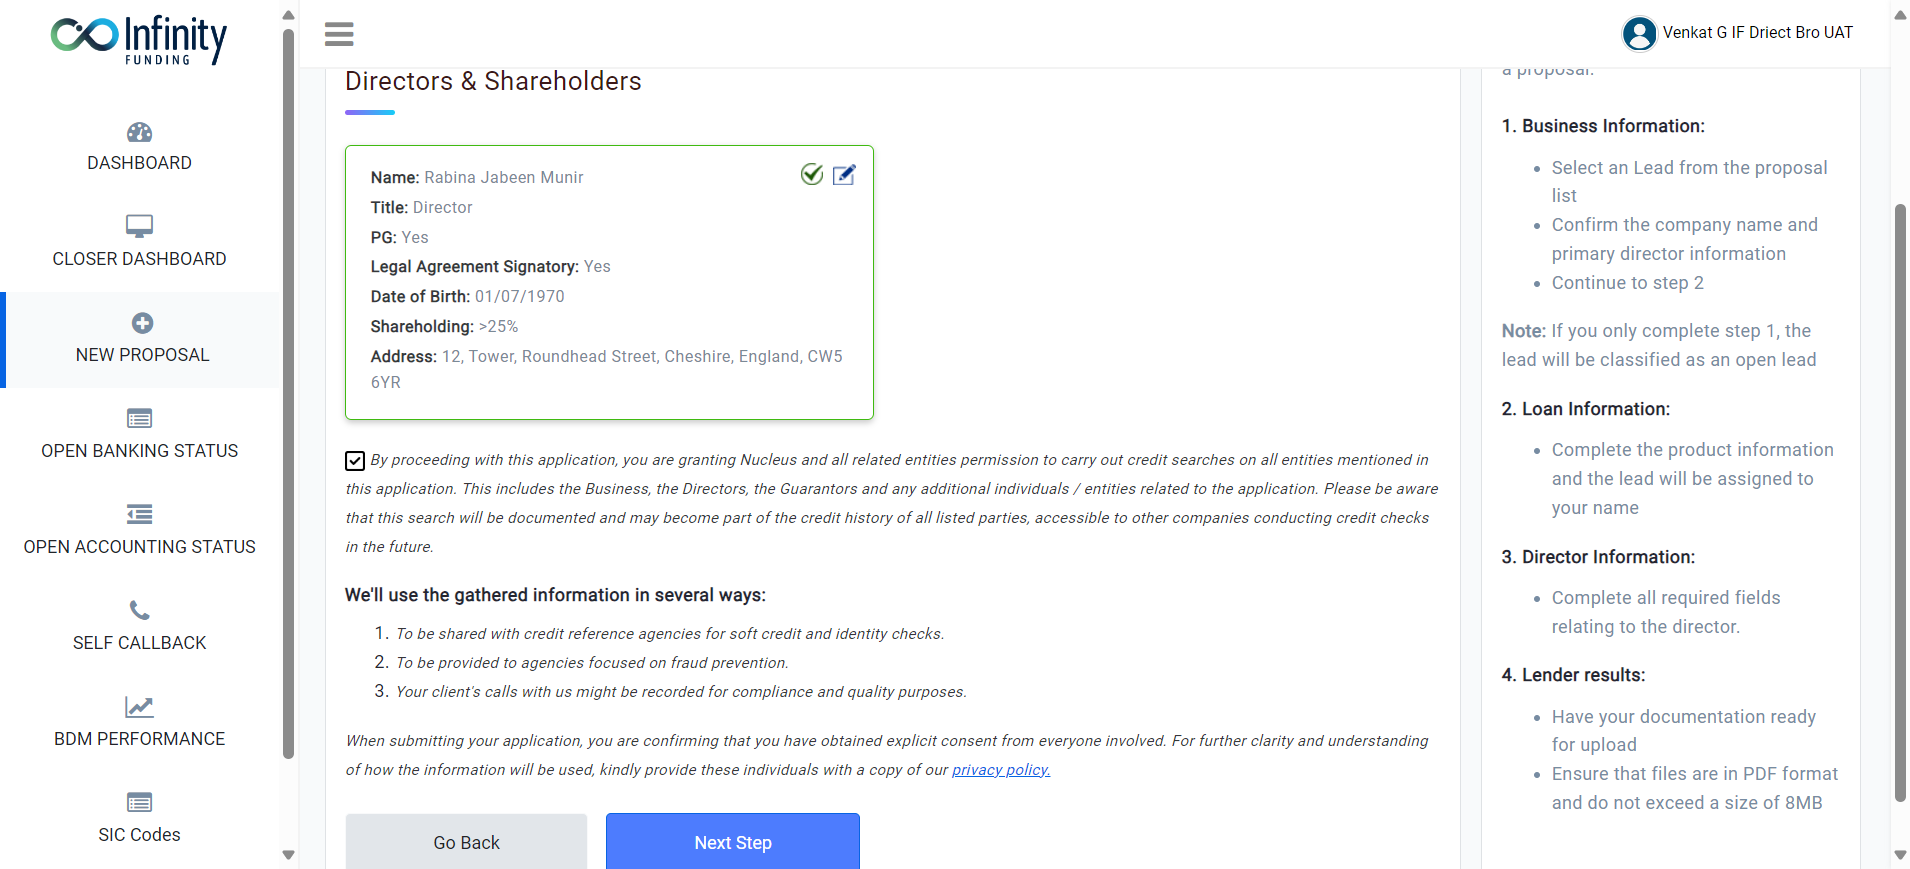 Infinity
FUNDING
DASHBOARD
CLOSER DASHBOARD
NEW PROPOSAL
OPEN BANKING STATUS
OPEN ACCOUNTING STATUS
SELF CALLBACK
BDM PERFORMANCE
SIC Codes
Venkat G IF Driect Bro UAT
Directors & Shareholders
Name: Rabina Jabeen Munir
Title: Director
PG: Yes
Legal Agreement Signatory: Yes
Date of Birth: 01/07/1970
Shareholding: >25%
Address: 12, Tower, Roundhead Street, Cheshire, England, CW5
6YR
By proceeding with this application, you are granting Nucleus and all related entities permission to carry out credit searches on all entities mentioned in
this application. This includes the Business, the Directors, the Guarantors and any additional individuals / entities related to the application. Please be aware
that this search will be documented and may become part of the credit history of all listed parties, accessible to other companies conducting credit checks
in the future.
We'll use the gathered information in several ways:
1. To be shared with credit reference agencies for soft credit and identity checks.
2. To be provided to agencies focused on fraud prevention.
3. Your client's calls with us might be recorded for compliance and quality purposes.
When submitting your application, you are confirming that you have obtained explicit consent from everyone involved. For further clarity and understanding
of how the information will be used, kindly provide these individuals with a copy of our privacy policy.
Go Back
Next Step
a proposal.
1. Business Information:
• Select an Lead from the proposal
list
• Confirm the company name and
primary director information
• Continue to step 2
Note: If you only complete step 1, the
lead will be classified as an open lead
2. Loan Information:
• Complete the product information
and the lead will be assigned to
your name
3. Director Information:
• Complete all required fields
relating to the director.
4. Lender results:
• Have your documentation ready
for upload
• Ensure that files are in PDF format
and do not exceed a size of 8MB